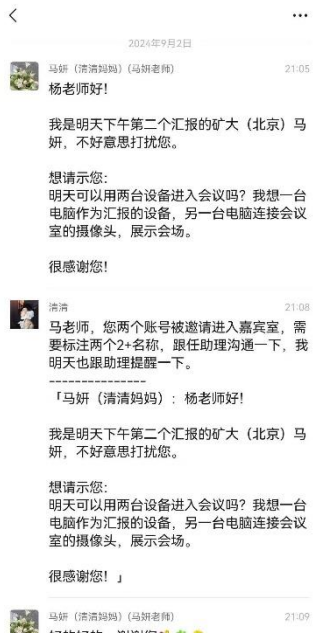 2024年9月2日
马妍（清清妈妈）(马妍老师) 21:05
杨老师好！
我是明天下午第二个汇报的矿大（北京）马
妍，不好意思打扰您。
想请示您：
明天可以用两台设备进入会议吗？我想一台
电脑作为汇报的设备，另一台电脑连接会议
室的摄像头，展示会场。
很感谢您！
清清 21:08
马老师，您两个账号被邀请进入嘉宾室，需
要标注两个2+名称，跟任助理沟通一下，我
明天也跟助理提醒一下。
---------------
「马妍（清清妈妈）：杨老师好！
我是明天下午第二个汇报的矿大（北京）马
妍，不好意思打扰您。
想请示您：
明天可以用两台设备进入会议吗？我想一台
电脑作为汇报的设备，另一台电脑连接会议
室的摄像头，展示会场。
很感谢您！」
马妍（清清妈妈）(马妍老师) 21:09
好的好的，谢谢您